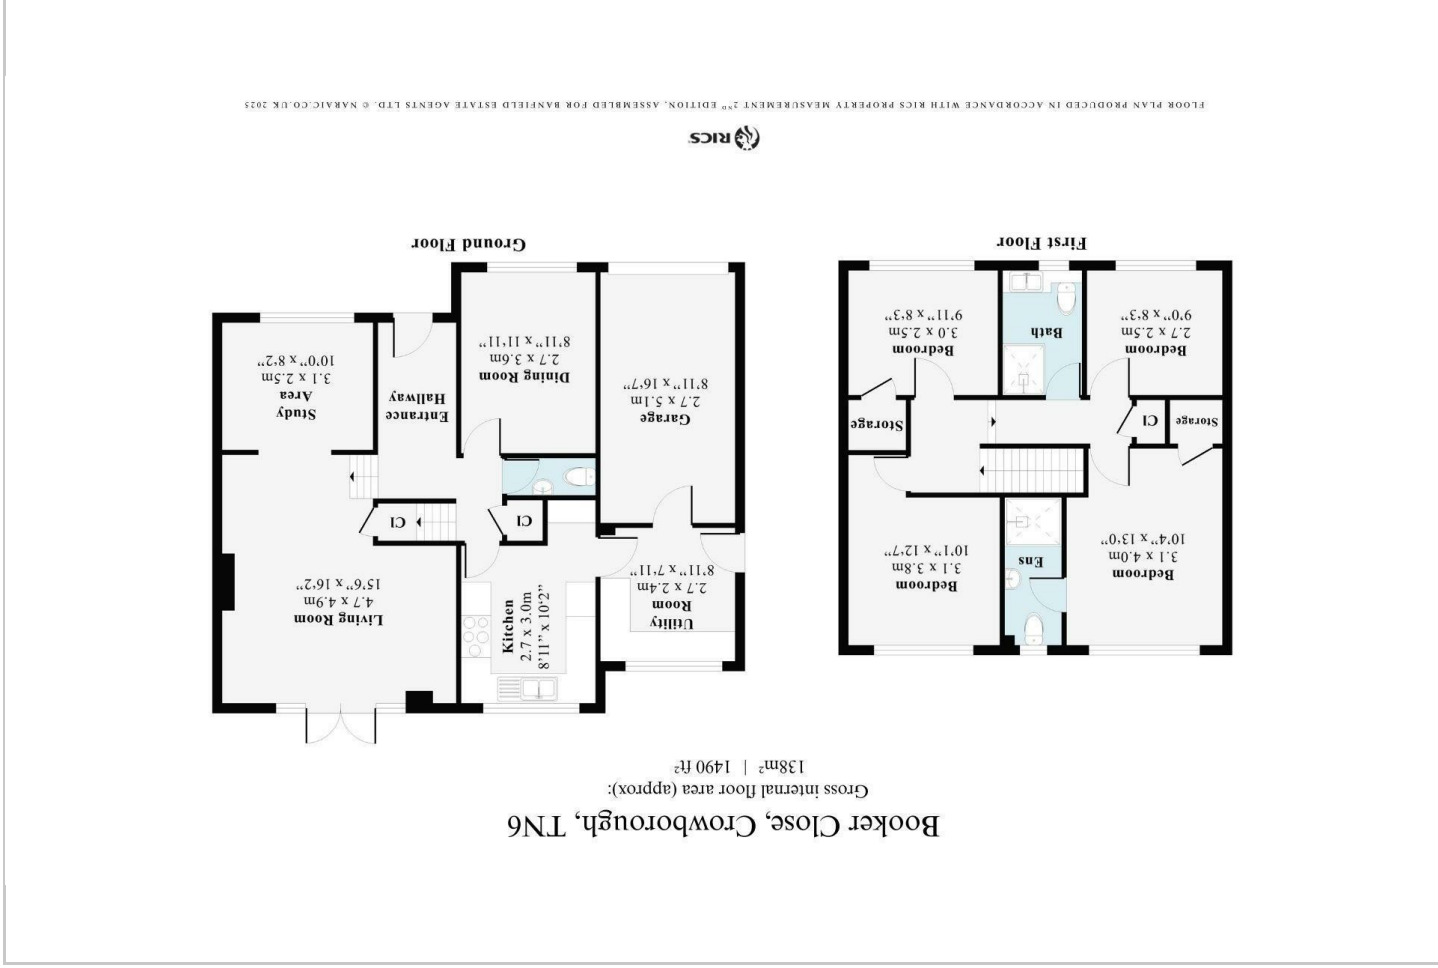 Booker Close, Crowborough, TN6
Gross internal floor area (approx):
138m² | 1490 ft²
Utility
Room
2.7 x 2.4m
8'11" x 7'11"
Kitchen
2.7 x 3.0m
8'11" x 10'2"
Living Room
4.7 x 4.9m
15'6" x 16'2"
Cl
Cl
Garage
2.7 x 5.1m
8'11" x 16'7"
Dining Room
2.7 x 3.6m
8'11" x 11'11"
Entrance
Hallway
Study
Area
3.1 x 2.5m
10'0" x 8'2"
Ground Floor
Bedroom
3.1 x 4.0m
10'4" x 13'0"
Ens
Bedroom
3.1 x 3.8m
10'1" x 12'7"
Storage
Cl
Storage
Bedroom
2.7 x 2.5m
9'0" x 8'3"
Bath
Bedroom
3.0 x 2.5m
9'11" x 8'3"
First Floor
RICS
FLOOR PLAN PRODUCED IN ACCORDANCE WITH RICS PROPERTY MEASUREMENT 2ND EDITION. ASSEMBLED FOR BANFIELD ESTATE AGENTS LTD. © NARAIC.CO.UK 2025